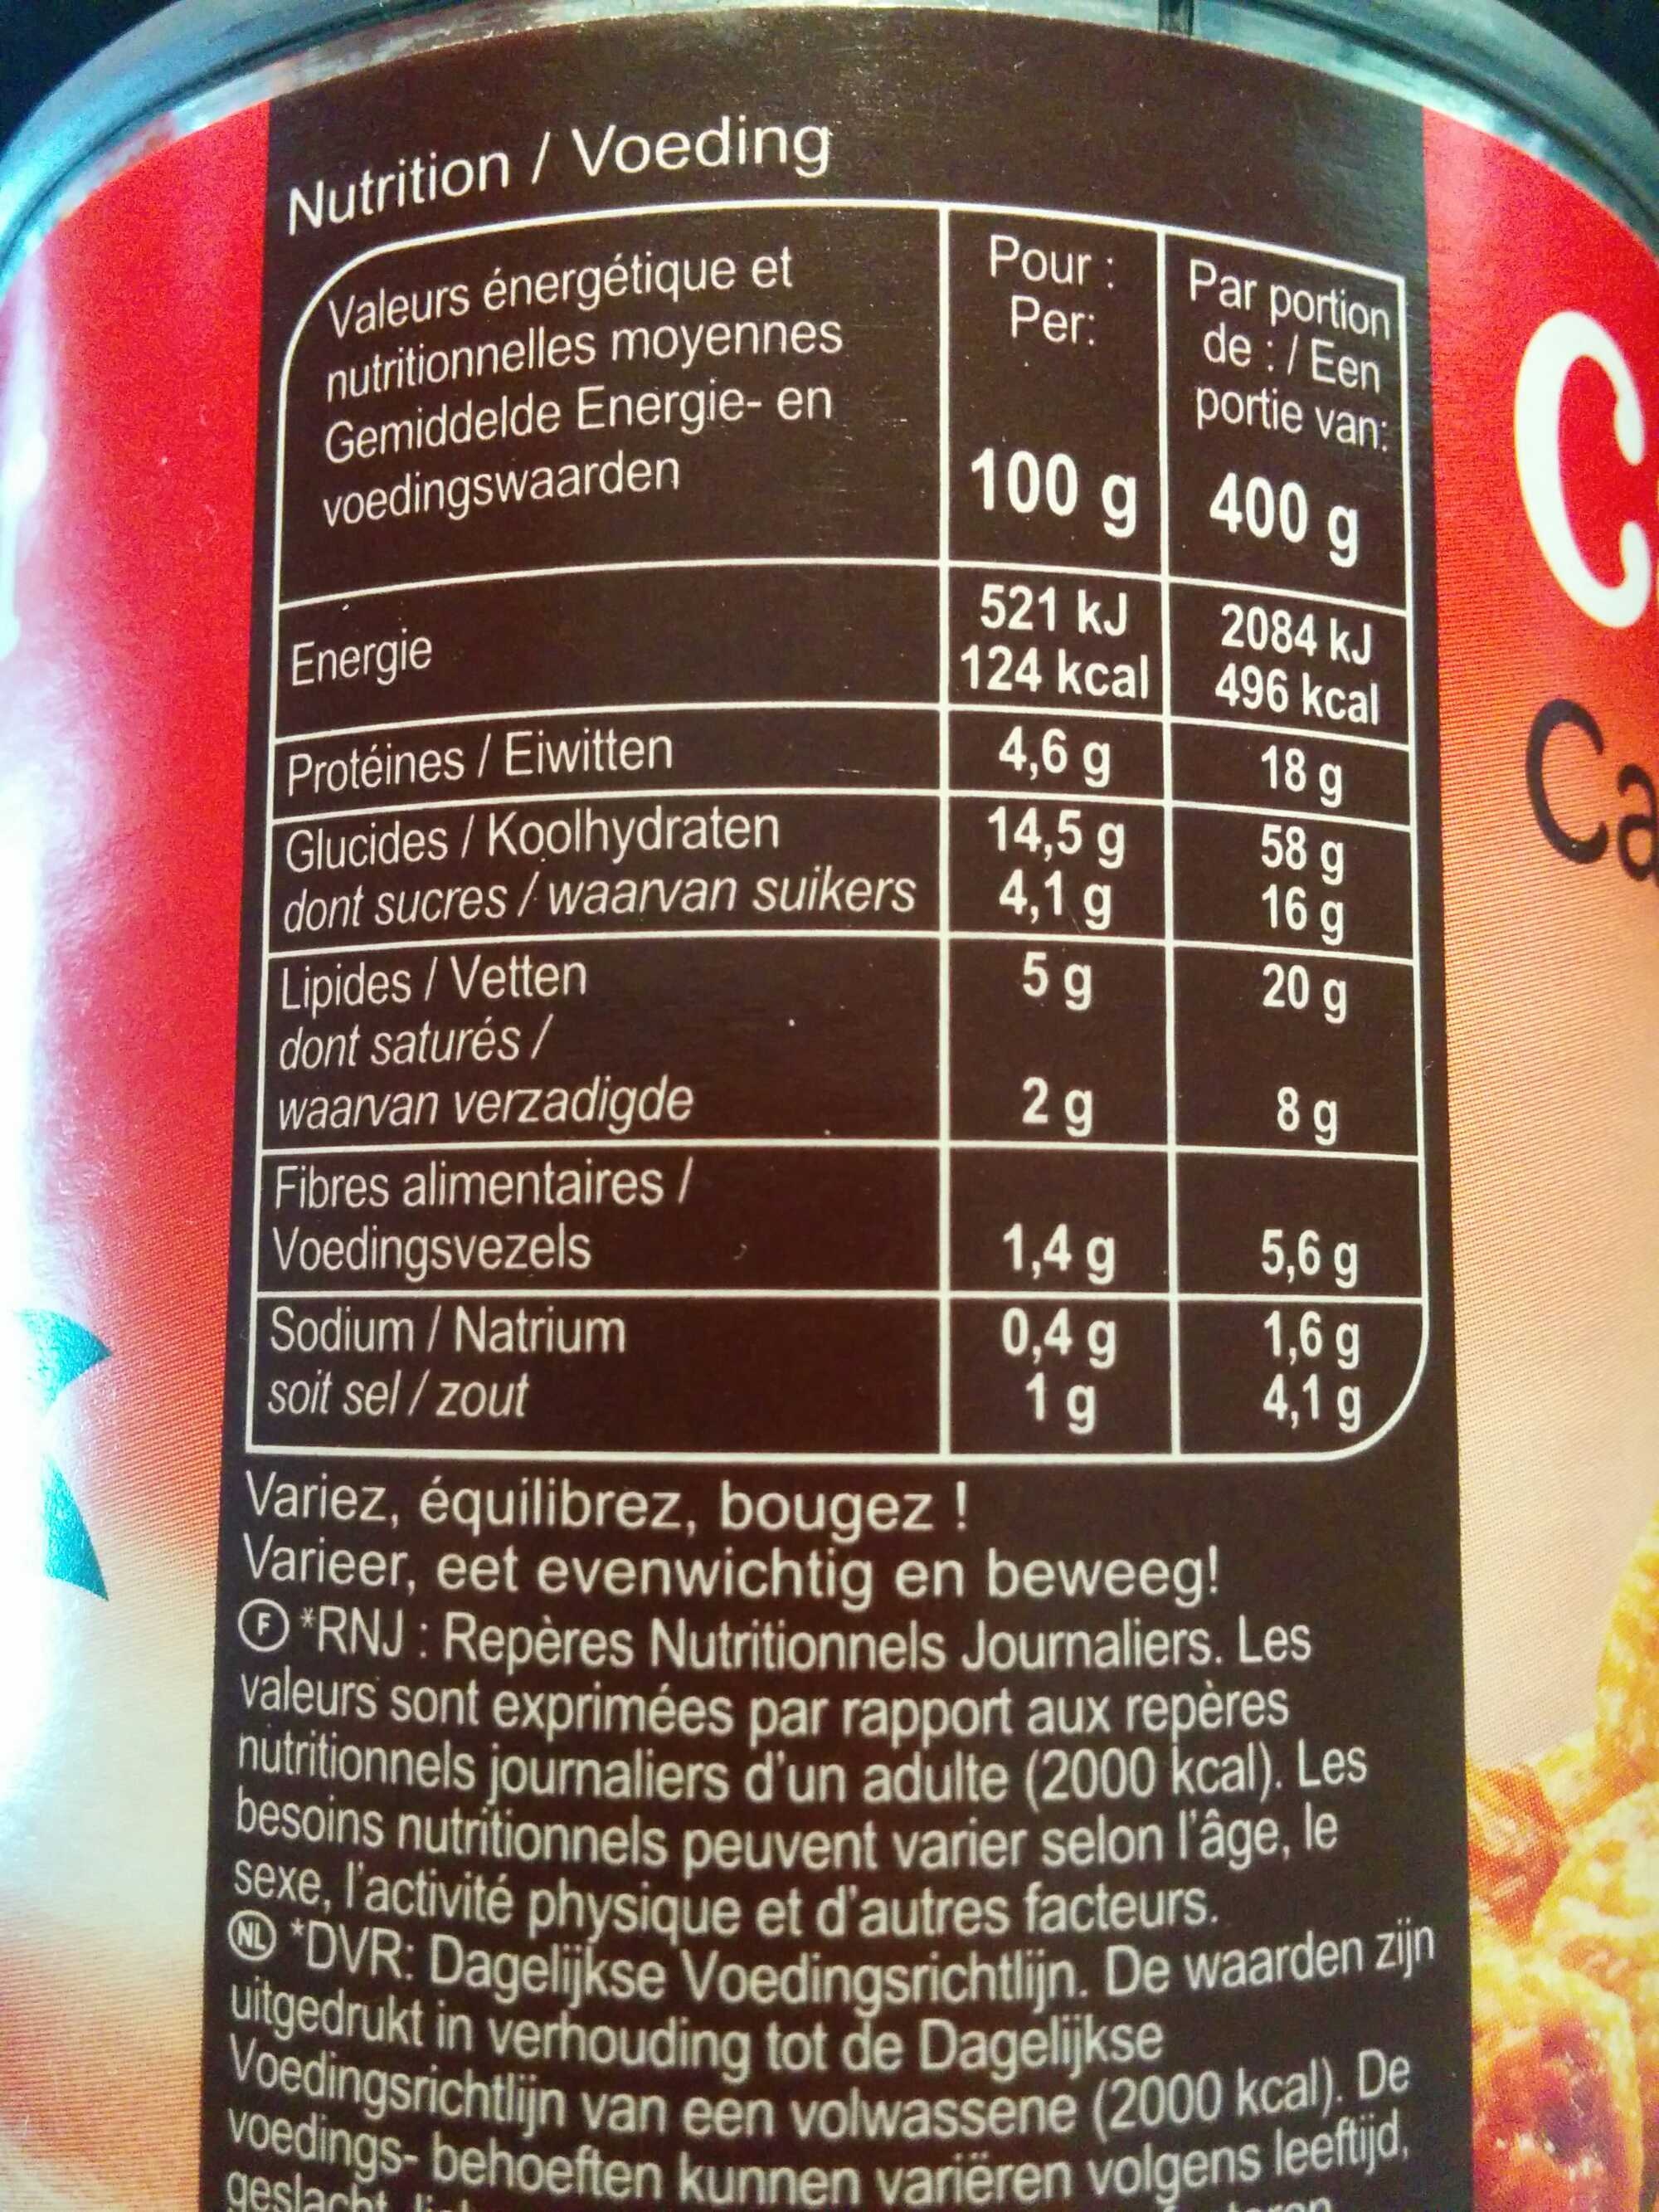 Nutrition / Voeding
Valeurs énergétique et
nutritionnelles moyennes
Gemiddelde Energie- en
voedingswaarden
Pour :
Per:
100 g
Par portion
de : / Een
portie van:
400 g
Energie
521 kJ 2084 kJ
124 kcal 496 kcal
Protéines / Eiwitten 4,6 g 18 g
Glucides / Koolhydraten 14,5 g 58 g
dont sucres / waarvan suikers 4,1 g 16 g
Lipides / Vetten 5 g 20 g
dont saturés /
waarvan verzadigde 2 g 8 g
Fibres alimentaires /
Voedingsvezels 1,4 g 5,6 g
Sodium / Natrium 0,4 g 1,6 g
soit sel / zout 1 g 4,1 g
Variez, équilibrez, bougez !
Varieer, eet evenwichtig en beweeg!
F *RNJ : Repères Nutritionnels Journaliers. Les
valeurs sont exprimées par rapport aux repères
nutritionnels journaliers d'un adulte (2000 kcal). Les
besoins nutritionnels peuvent varier selon l'âge, le
sexe, l'activité physique et d'autres facteurs.
NL *DVR: Dagelijkse Voedingsrichtlijn. De waarden zijn
uitgedrukt in verhouding tot de Dagelijkse
Voedingsrichtlijn van een volwassene (2000 kcal). De
voedings- behoeften kunnen variëren volgens leeftijd,
geslacht
C
Ca